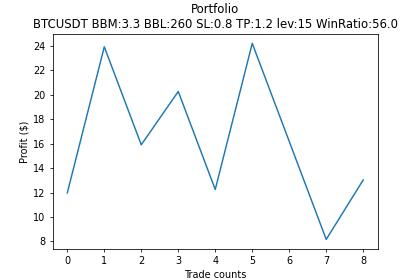 Portfolio
BTCUSDT BBM:3.3 BBL:260 SL:0.8 TP:1.2 lev:15 WinRatio:56.0
24
22
20
18
16
14
12
10
8
Profit ($)
0 1 2 3 4 5 6 7 8
Trade counts